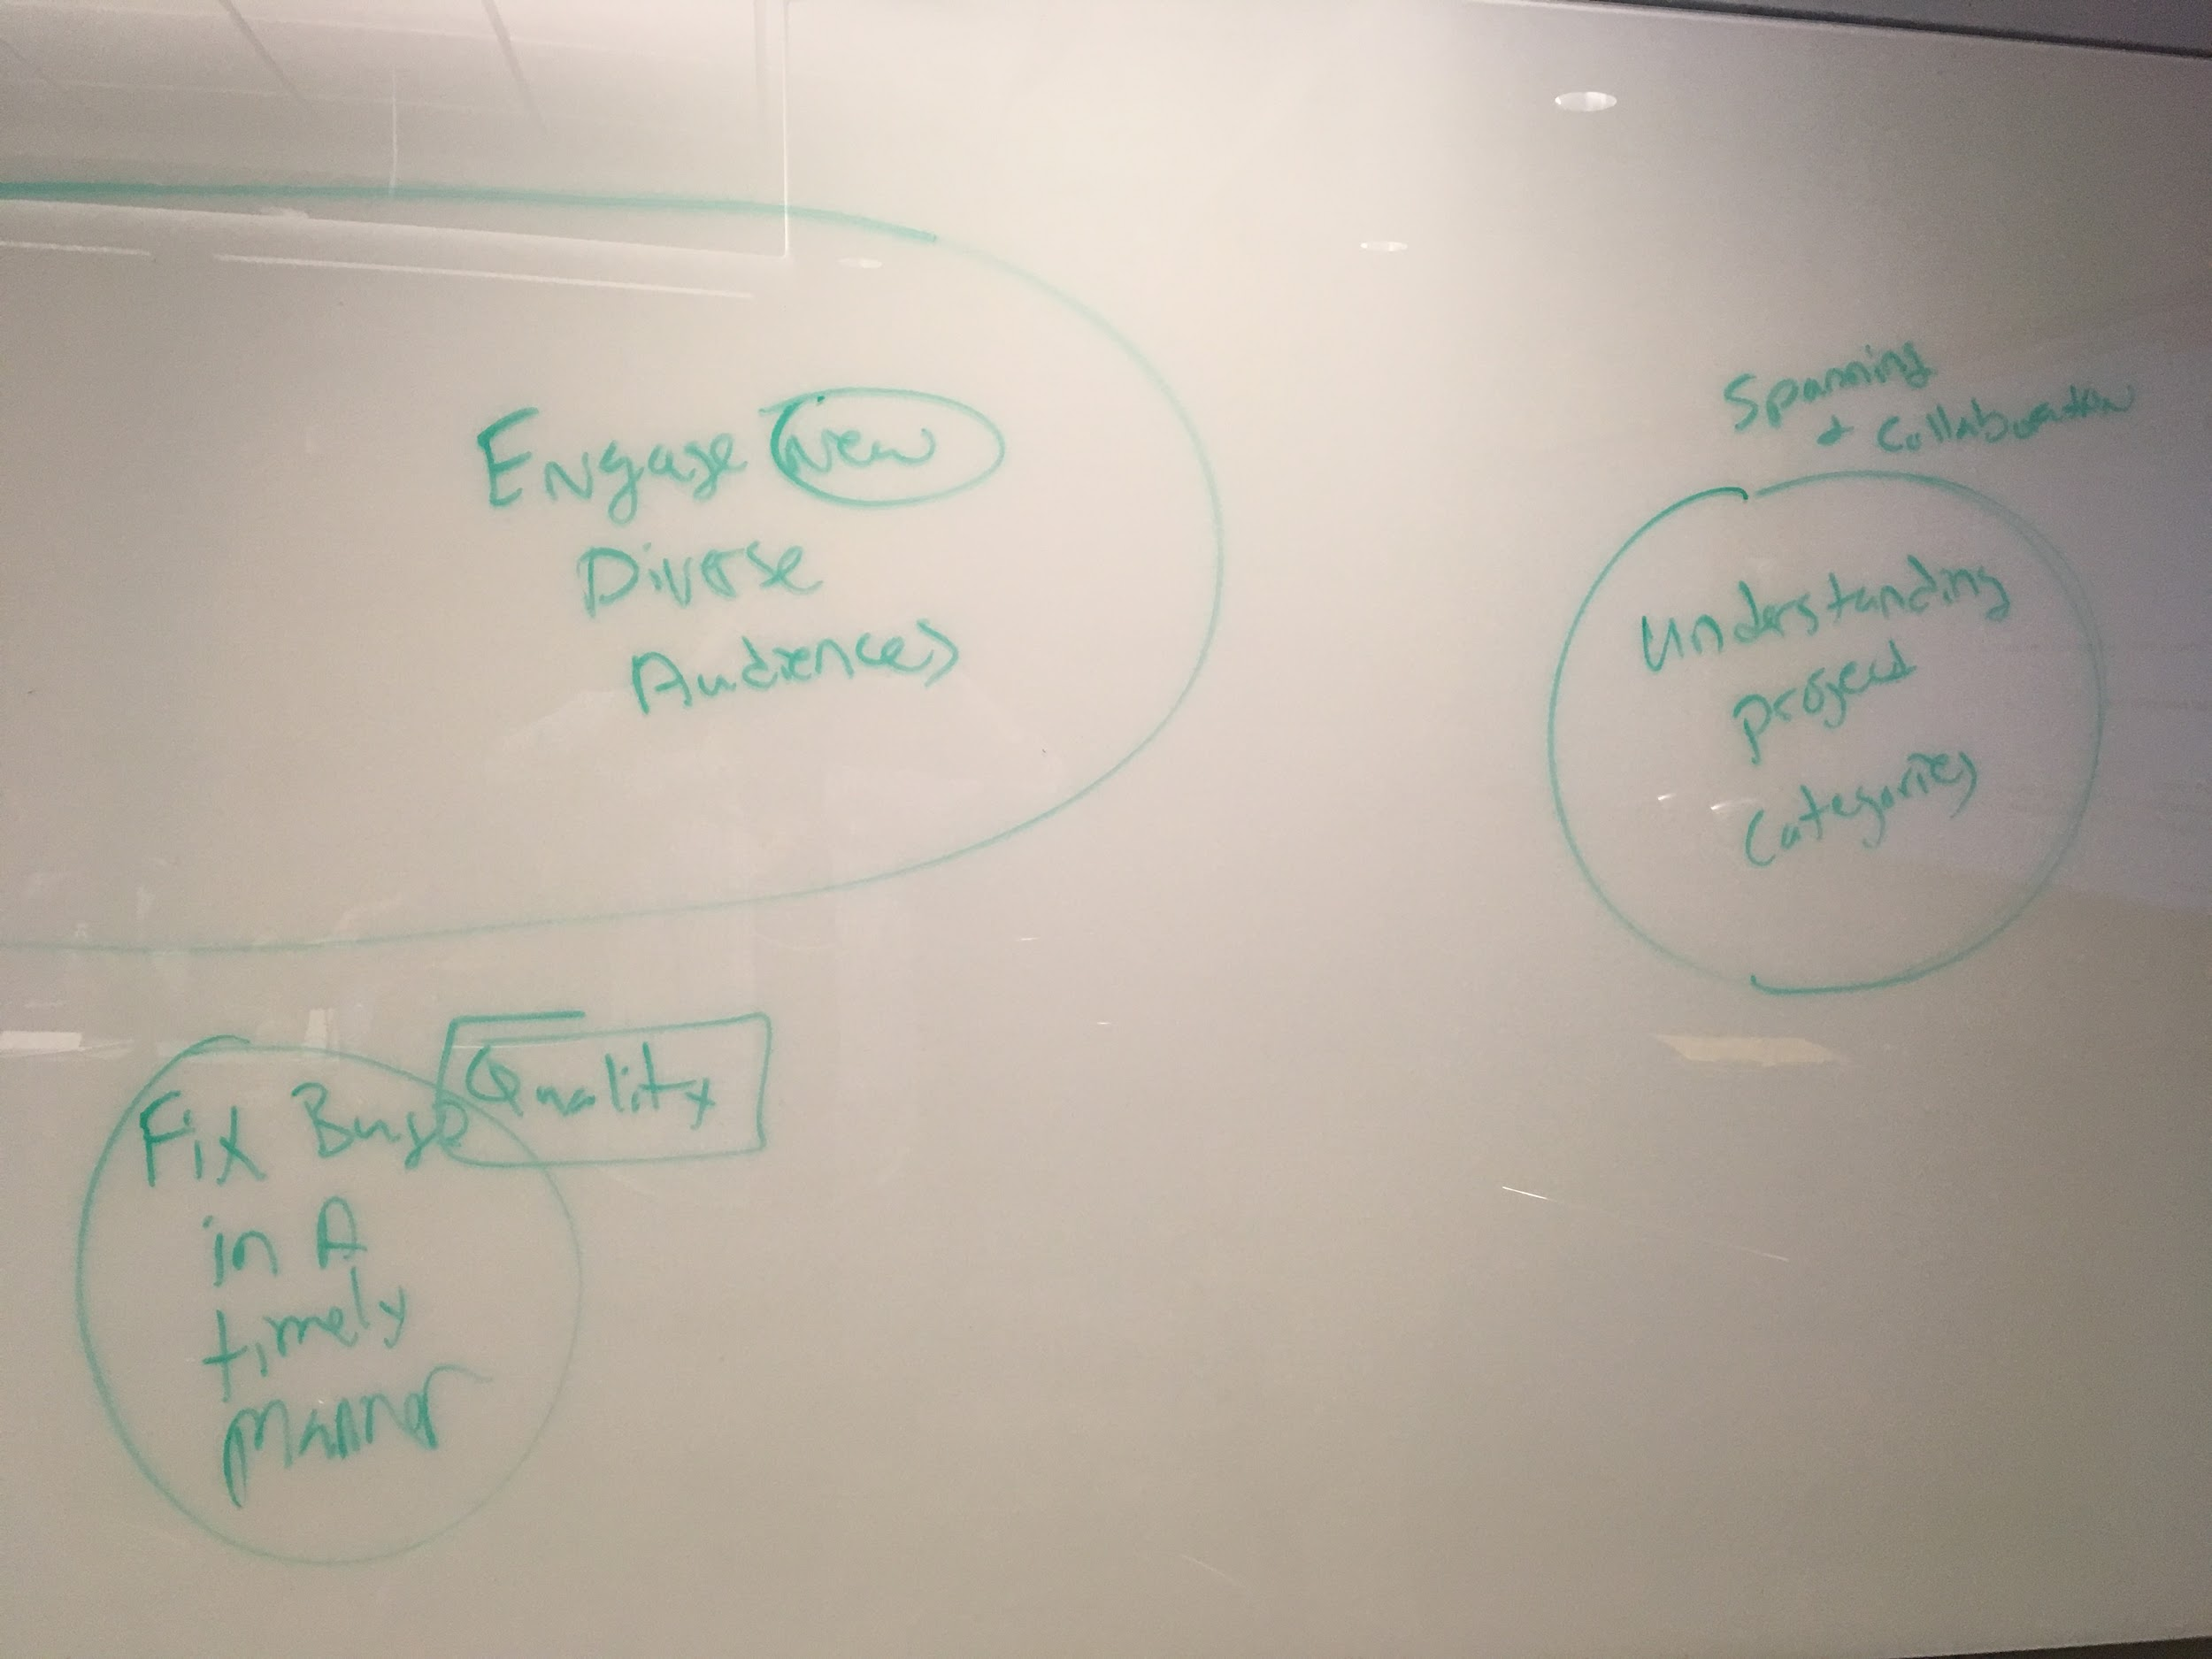 Engage New
Diverse
Audiences
Spanning
+ Collaboration
Understanding
project
Categories
Quality
Fix Bugs
in A
timely
manner